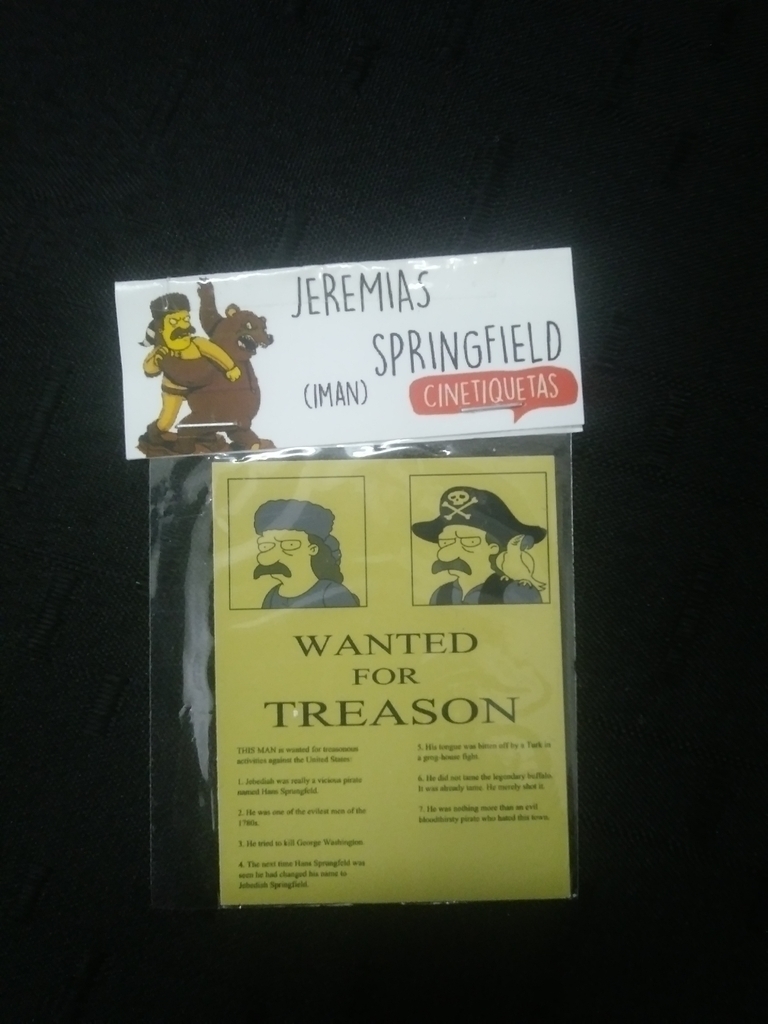 JEREMIAS
SPRINGFIELD
(IMAN)
CINETIQUETAS
WANTED
FOR
TREASON
THIS MAN is wanted for treasonous
activities against the United States:
1. Jebediah was really a vicious pirate
named Hans Sprungfeld.
2. He was one of the evilest men of the
1780s.
3. He tried to kill George Washington
4. The next time Hans Sprungfeld was
seen he had changed his name to
Jebediah Springfield.
5. His tongue was bitten off by a Turk in
a grog-house fight.
6. He did not tame the legendary buffalo.
It was already tame. He merely shot it.
7. He was nothing more than an evil
bloodthirsty pirate who hated this town.